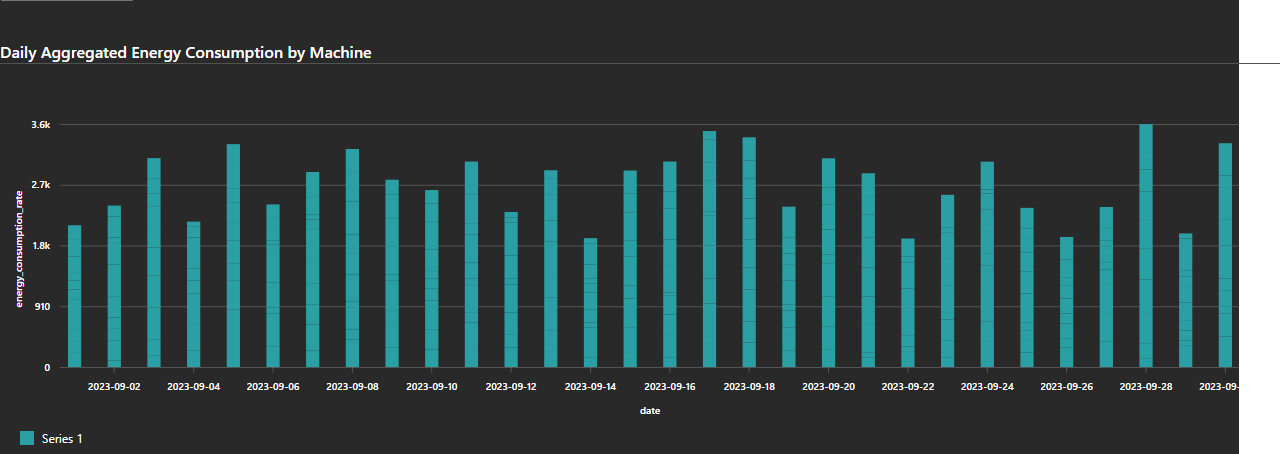 Daily Aggregated Energy Consumption by Machine
3.6k
2.7k
1.8k
910
0
energy_consumption_rate
2023-09-02 2023-09-04 2023-09-06 2023-09-08 2023-09-10 2023-09-12 2023-09-14 2023-09-16 2023-09-18 2023-09-20 2023-09-22 2023-09-24 2023-09-26 2023-09-28 2023-09-
date
Series 1